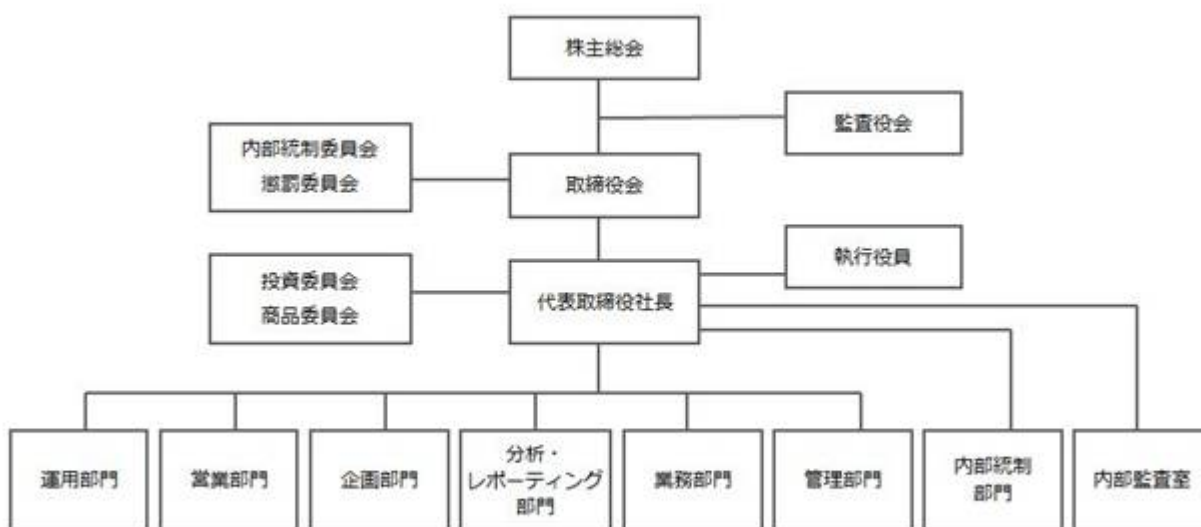 株主総会
監査役会
内部統制委員会
懲罰委員会
取締役会
執行役員
投資委員会
商品委員会
代表取締役社長
運用部門
営業部門
企画部門
分析・
レポーティング
部門
業務部門
管理部門
内部統制
部門
内部監査室